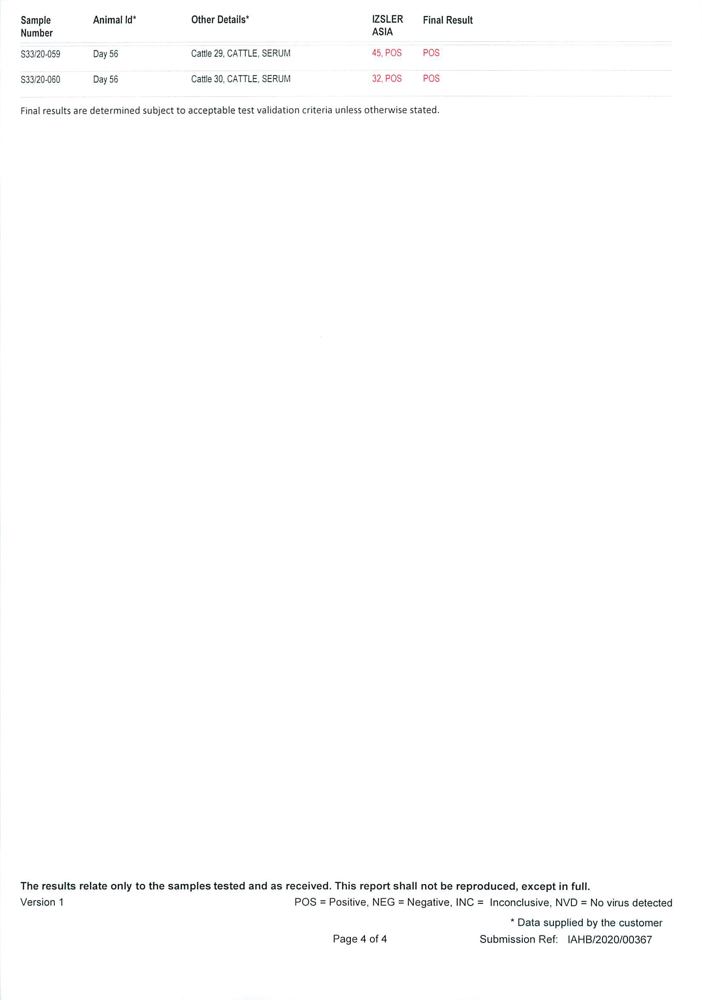 Sample Number Animal Id* Other Details* IZSLER ASIA Final Result
S33/20-059 Day 56 Cattle 29, CATTLE, SERUM 45, POS POS
S33/20-060 Day 56 Cattle 30, CATTLE, SERUM 32, POS POS
Final results are determined subject to acceptable test validation criteria unless otherwise stated.
The results relate only to the samples tested and as received. This report shall not be reproduced, except in full.
Version 1 POS = Positive, NEG = Negative, INC = Inconclusive, NVD = No virus detected
* Data supplied by the customer
Page 4 of 4 Submission Ref: IAHB/2020/00367